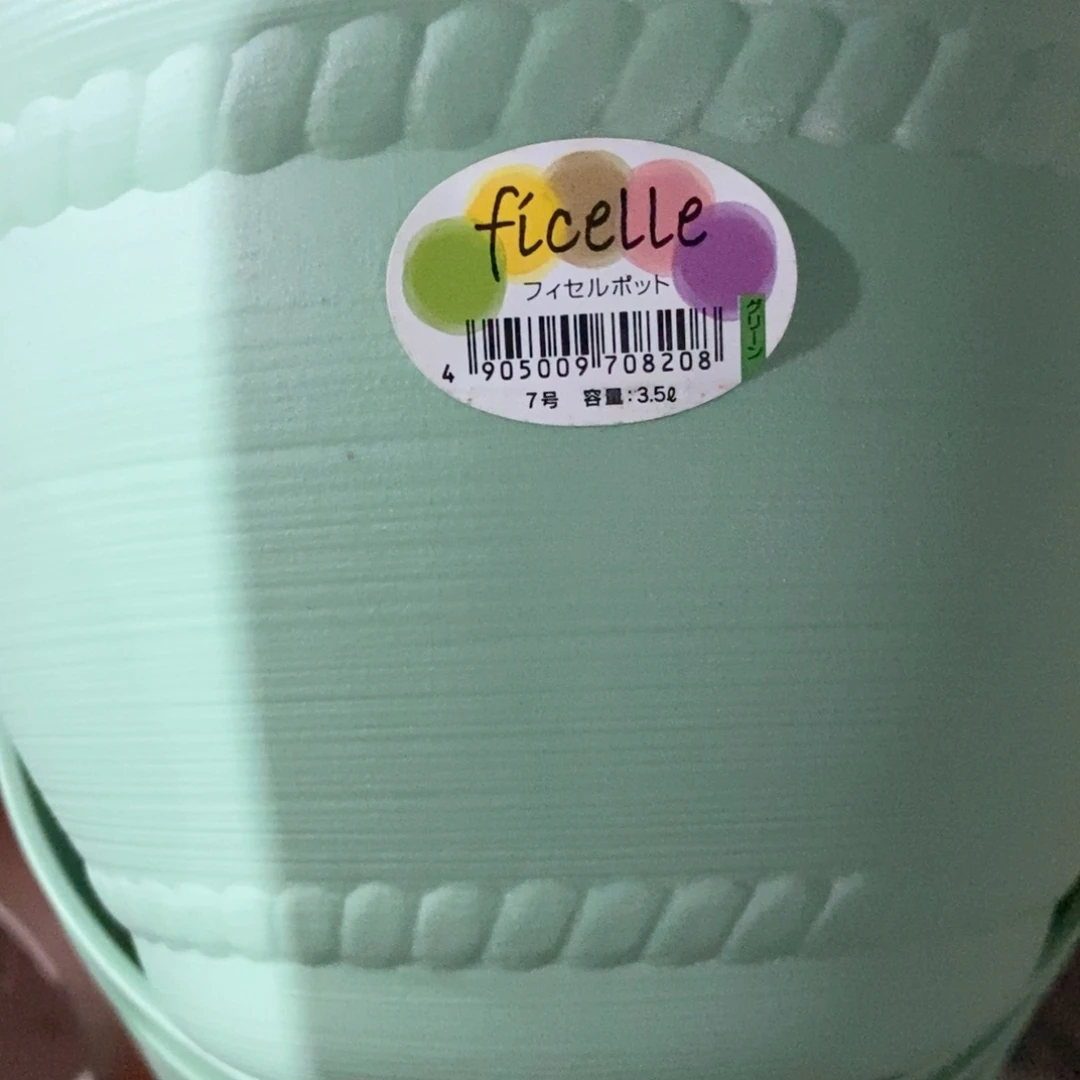 ficelle
フィセルポット
グリーン
4 905009 708208
7号 容量:3.5ℓ